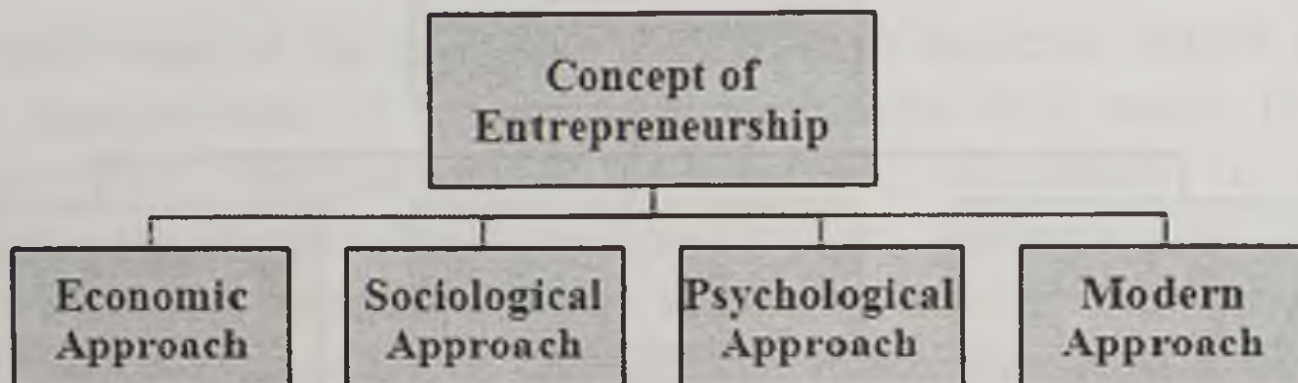 Concept of
Entrepreneurship
Economic
Approach
Sociological
Approach
Psychological
Approach
Modern
Approach